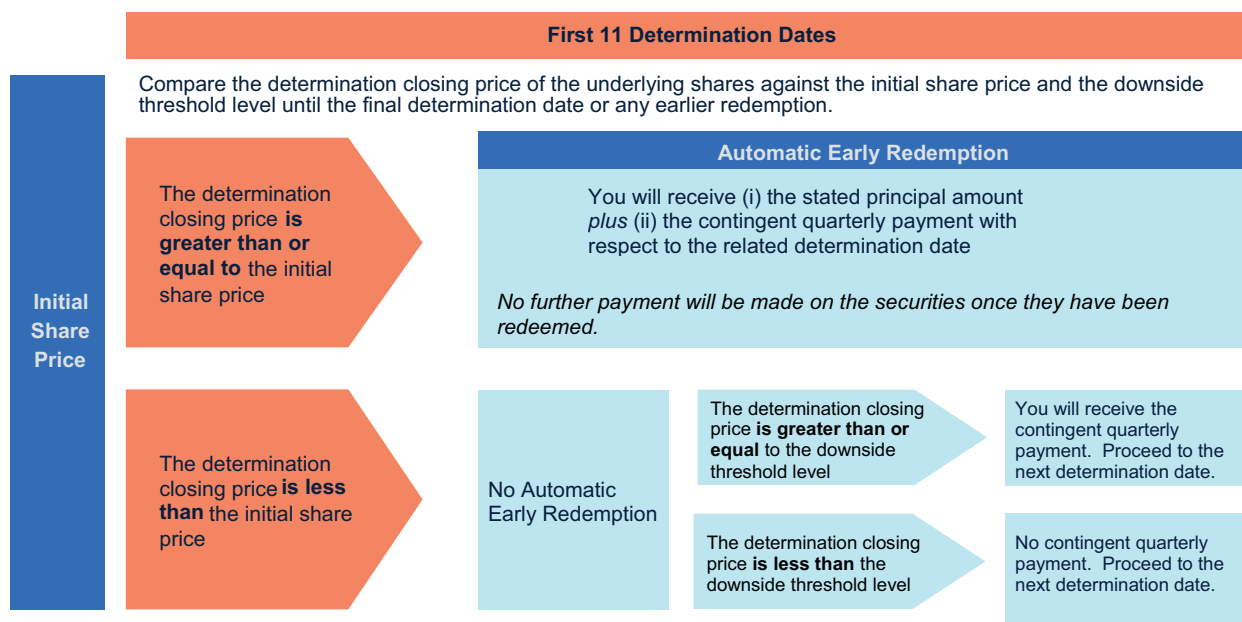 First 11 Determination Dates
Compare the determination closing price of the underlying shares against the initial share price and the downside
threshold level until the final determination date or any earlier redemption.
Initial
Share
Price
The determination
closing price is
greater than or
equal to the initial
share price
Automatic Early Redemption
You will receive (i) the stated principal amount
plus (ii) the contingent quarterly payment with
respect to the related determination date
No further payment will be made on the securities once they have been
redeemed.
The determination
closing price is less
than the initial share
price
No Automatic
Early Redemption
The determination closing
price is greater than or
equal to the downside
threshold level
You will receive the
contingent quarterly
payment. Proceed to the
next determination date.
The determination closing
price is less than the
downside threshold level
No contingent quarterly
payment. Proceed to the
next determination date.